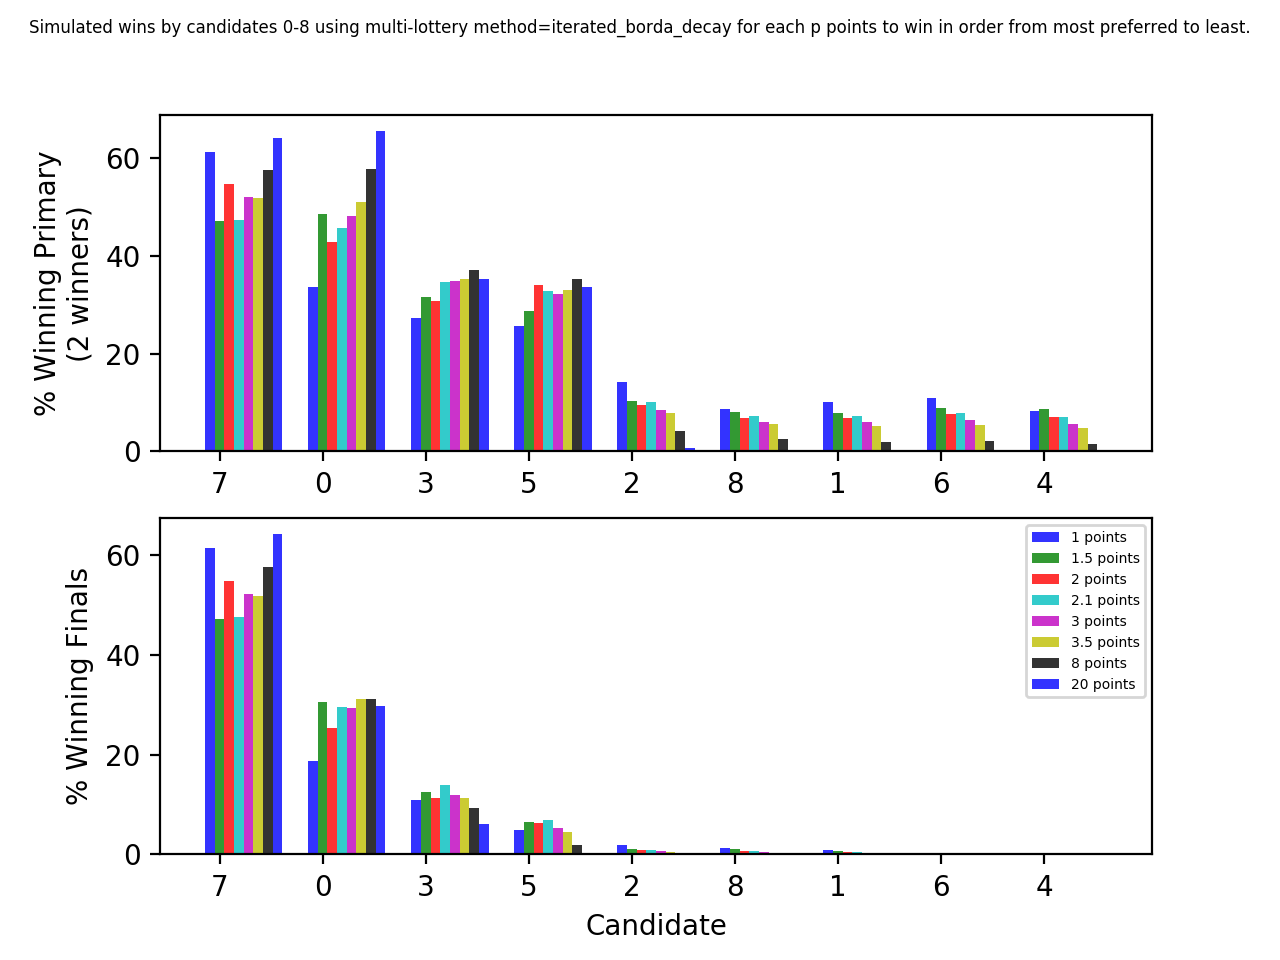 Simulated wins by candidates 0-8 using multi-lottery method=iterated_borda_decay for each p points to win in order from most preferred to least.
% Winning Primary
(2 winners)
60
40
20
0
7 0 3 5 2 8 1 6 4
% Winning Finals
60
40
20
0
1 points
1.5 points
2 points
2.1 points
3 points
3.5 points
8 points
20 points
7 0 3 5 2 8 1 6 4
Candidate